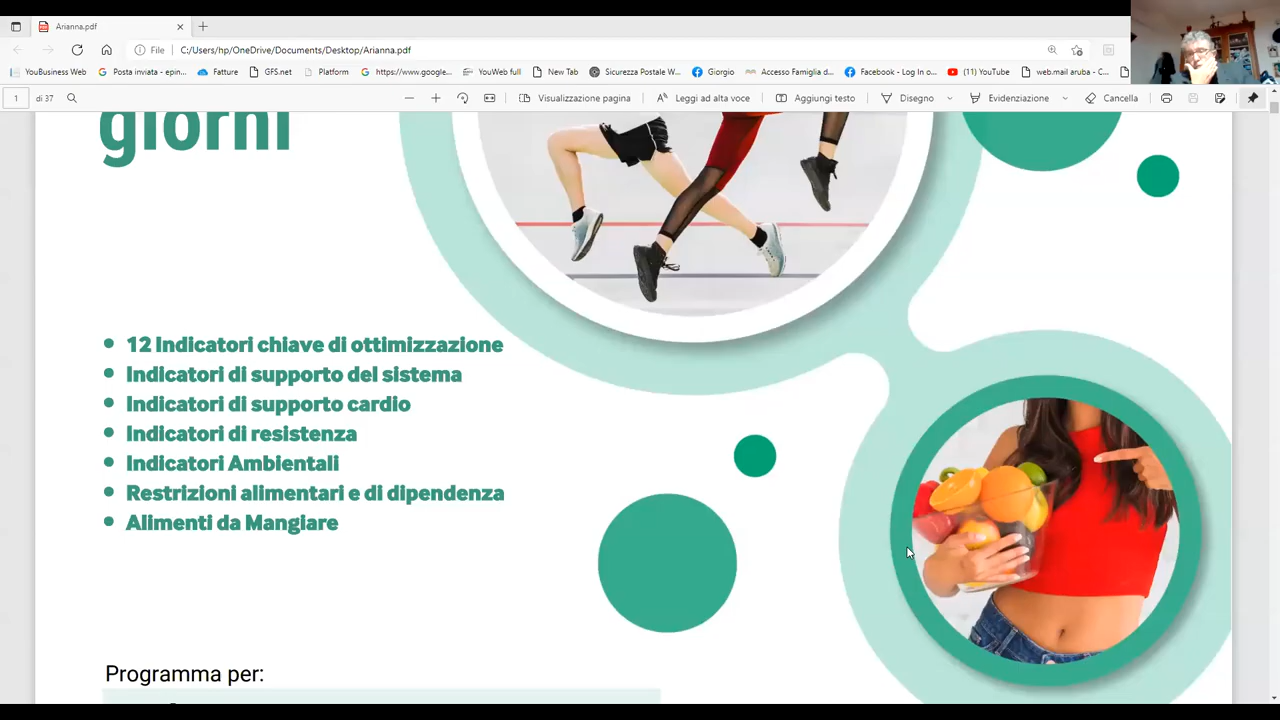 Arianna.pdf
File C:/Users/hp/OneDrive/Documents/Desktop/Arianna.pdf
YouBusiness Web Posta inviata - epin... Fatture GFS.net Platform https://www.google... YouWeb full New Tab Sicurezza Postale W... Giorgio Accesso Famiglia d... Facebook - Log In o... (11) YouTube web.mail aruba - C...
1 di 37 Visualizzazione pagina Leggi ad alta voce Aggiungi testo Disegno Evidenziazione Cancella
giorni
12 Indicatori chiave di ottimizzazione
Indicatori di supporto del sistema
Indicatori di supporto cardio
Indicatori di resistenza
Indicatori Ambientali
Restrizioni alimentari e di dipendenza
Alimenti da Mangiare
Programma per: